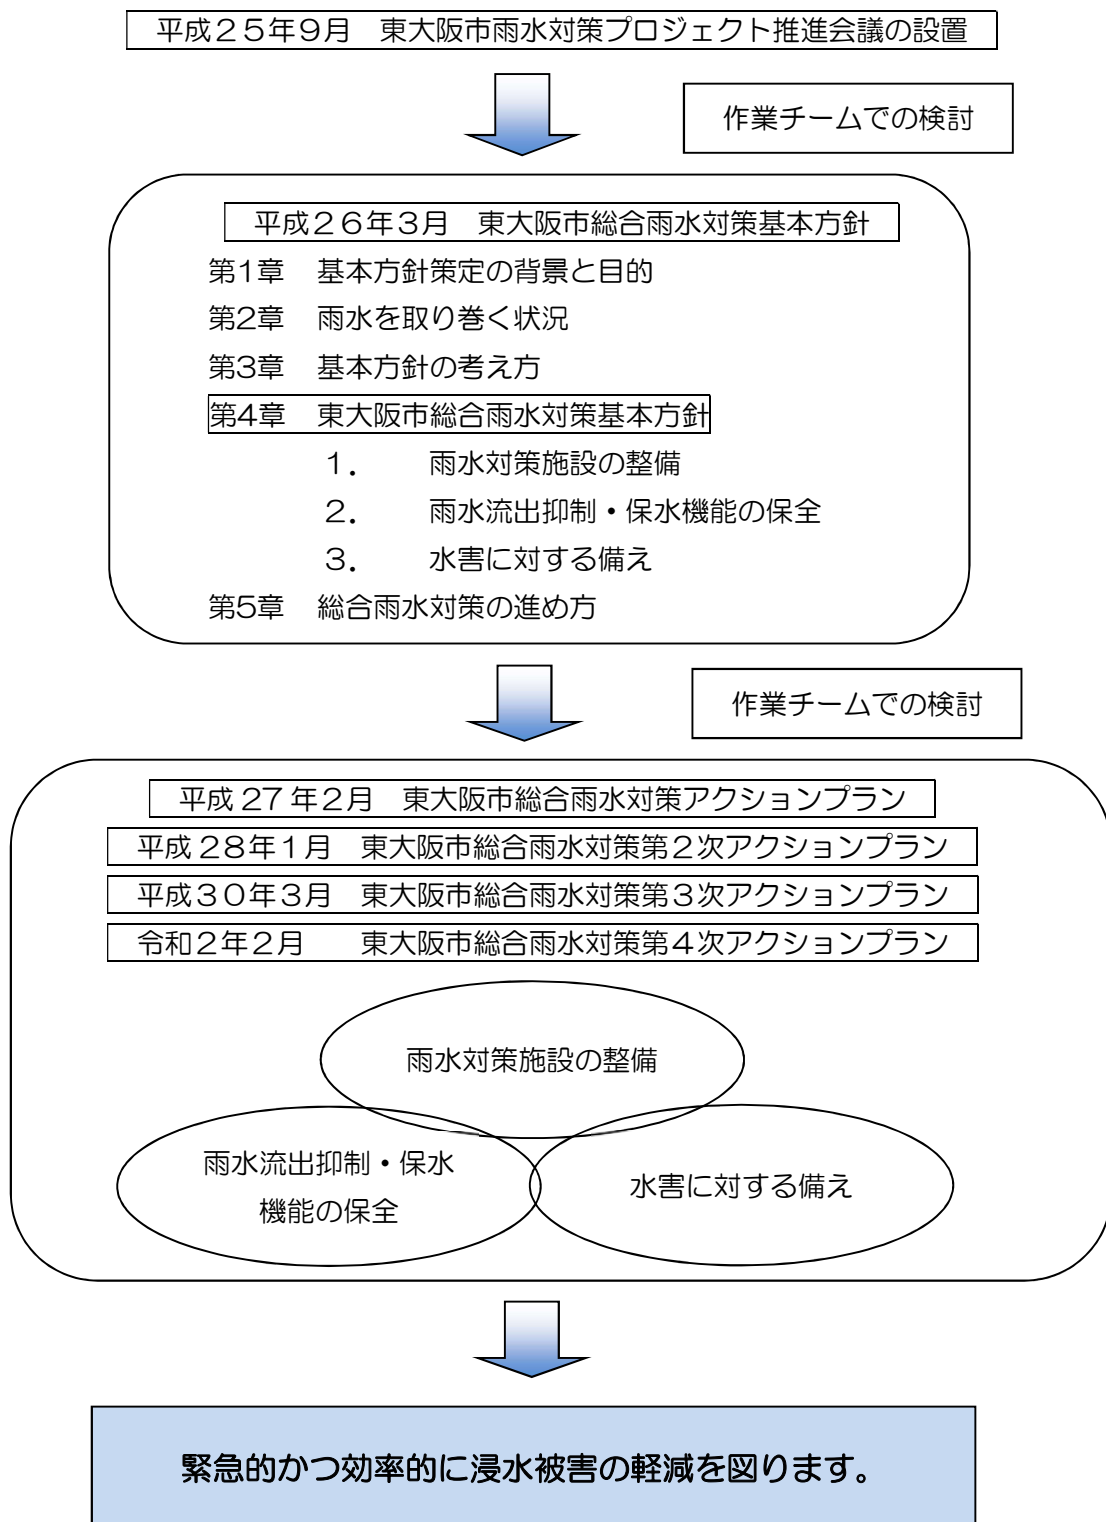 平成２５年９月　東大阪市雨水対策プロジェクト推進会議の設置
作業チームでの検討
平成２６年３月　東大阪市総合雨水対策基本方針
第1章　基本方針策定の背景と目的
第2章　雨水を取り巻く状況
第3章　基本方針の考え方
第4章　東大阪市総合雨水対策基本方針
１．　雨水対策施設の整備
２．　雨水流出抑制・保水機能の保全
３．　水害に対する備え
第5章　総合雨水対策の進め方
作業チームでの検討
平成 27 年２月　東大阪市総合雨水対策アクションプラン
平成 28年１月　東大阪市総合雨水対策第２次アクションプラン
平成３０年３月　東大阪市総合雨水対策第３次アクションプラン
令和２年２月　　東大阪市総合雨水対策第４次アクションプラン
雨水対策施設の整備
雨水流出抑制・保水
機能の保全
水害に対する備え
緊急的かつ効率的に浸水被害の軽減を図ります。